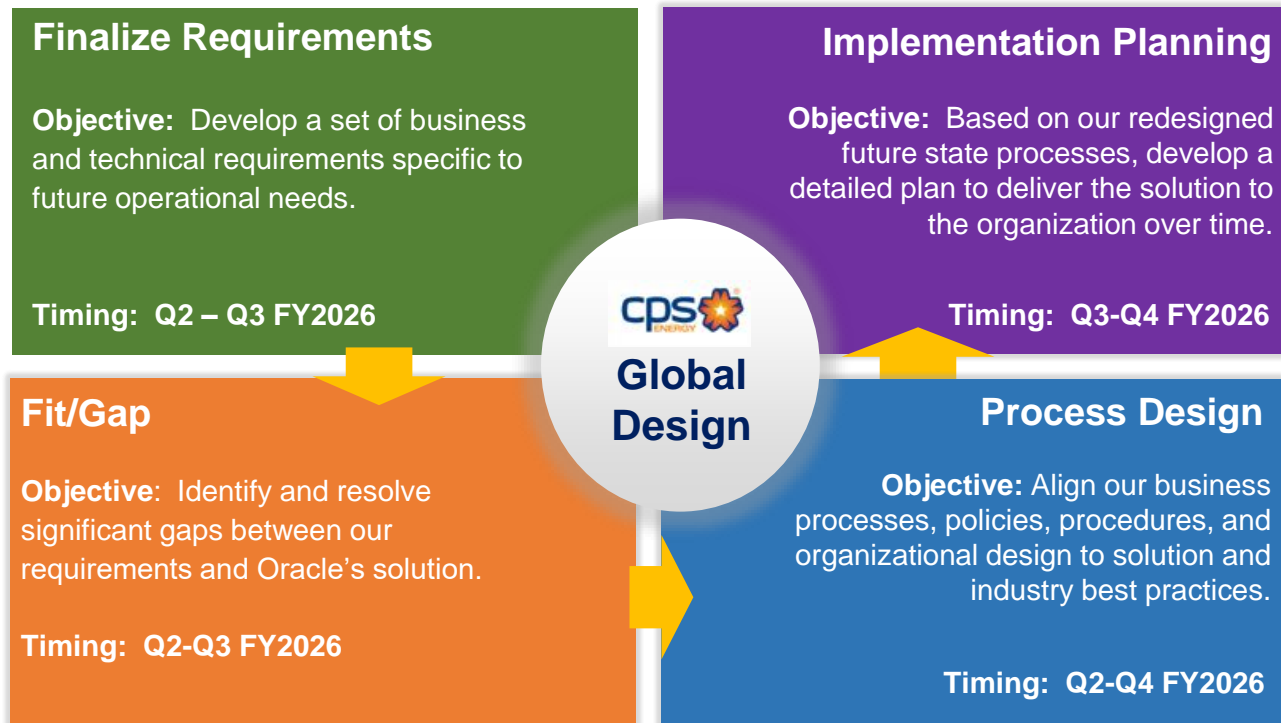 Finalize Requirements
Objective: Develop a set of business
and technical requirements specific to
future operational needs.
Timing: Q2 – Q3 FY2026
Implementation Planning
Objective: Based on our redesigned
future state processes, develop a
detailed plan to deliver the solution to
the organization over time.
Timing: Q3-Q4 FY2026
cps
ENERGY
®
Global
Design
Fit/Gap
Objective: Identify and resolve
significant gaps between our
requirements and Oracle’s solution.
Timing: Q2-Q3 FY2026
Process Design
Objective: Align our business
processes, policies, procedures, and
organizational design to solution and
industry best practices.
Timing: Q2-Q4 FY2026